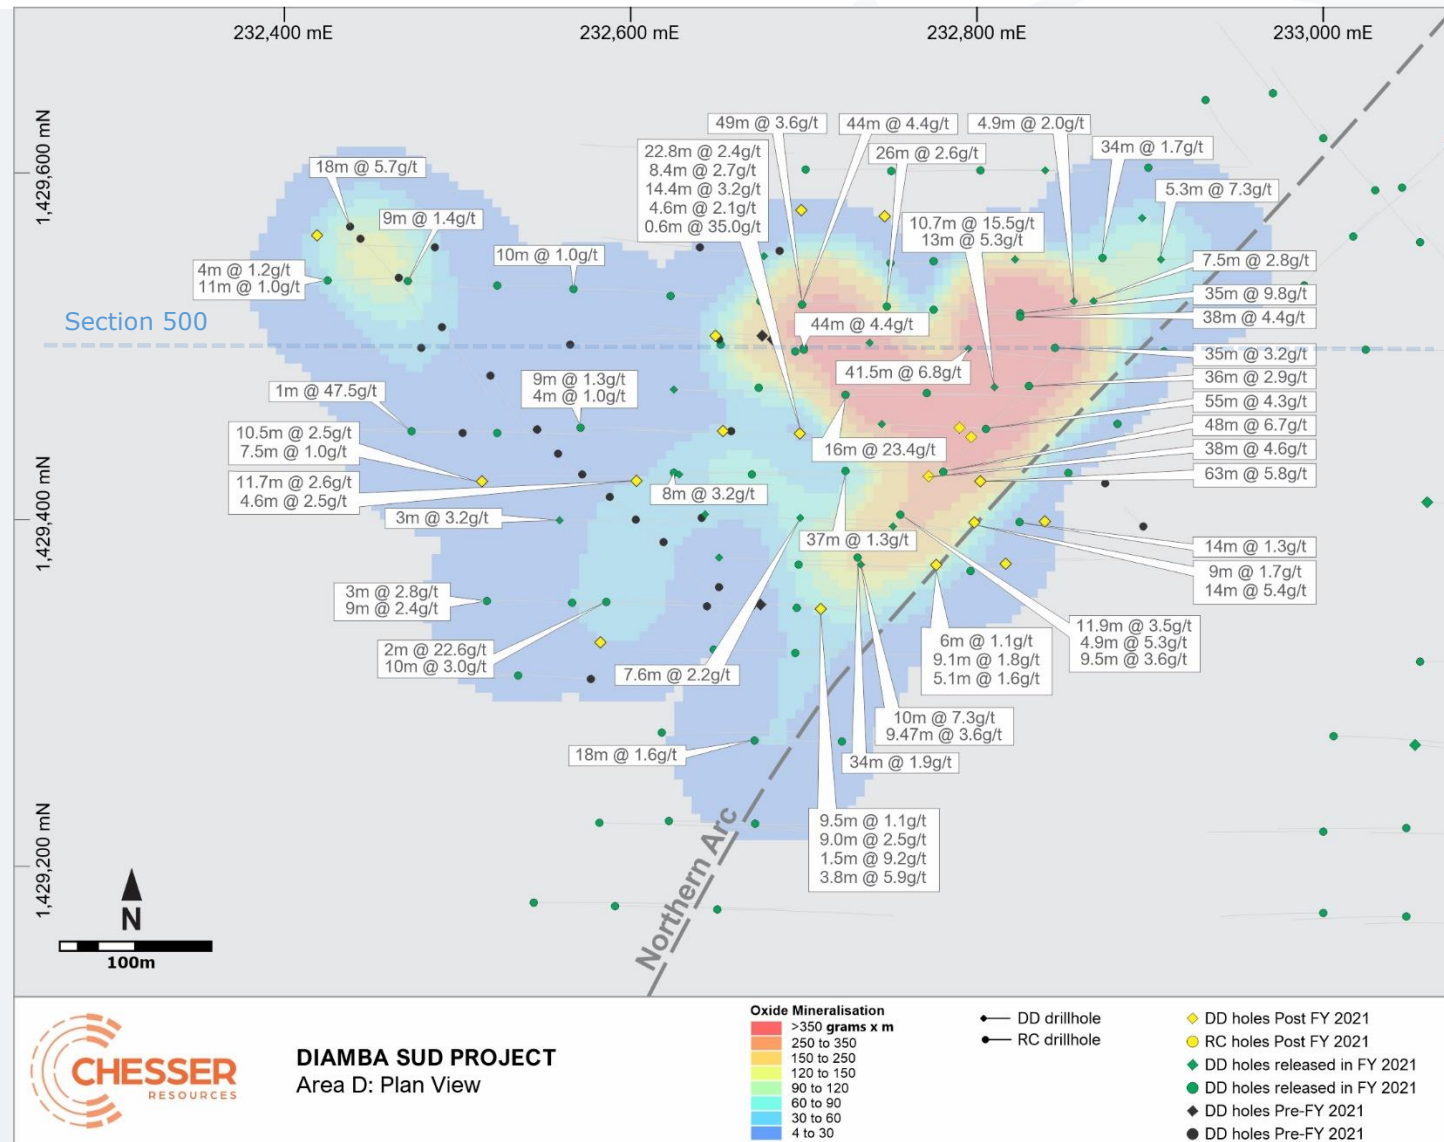 232,400 mE
232,600 mE
232,800 mE
233,000 mE
1,429,600 mN
1,429,400 mN
1,429,200 mN
49m @ 3.6g/t
44m @ 4.4g/t
4.9m @ 2.0g/t
34m @ 1.7g/t
22.8m @ 2.4g/t
8.4m @ 2.7g/t
14.4m @ 3.2g/t
4.6m @ 2.1g/t
0.6m @ 35.0g/t
26m @ 2.6g/t
18m @ 5.7g/t
5.3m @ 7.3g/t
9m @ 1.4g/t
10.7m @ 15.5g/t
13m @ 5.3g/t
10m @ 1.0g/t
4m @ 1.2g/t
11m @ 1.0g/t
7.5m @ 2.8g/t
35m @ 9.8g/t
38m @ 4.4g/t
Section 500
44m @ 4.4g/t
35m @ 3.2g/t
41.5m @ 6.8g/t
36m @ 2.9g/t
9m @ 1.3g/t
4m @ 1.0g/t
1m @ 47.5g/t
55m @ 4.3g/t
48m @ 6.7g/t
10.5m @ 2.5g/t
7.5m @ 1.0g/t
16m @ 23.4g/t
38m @ 4.6g/t
63m @ 5.8g/t
11.7m @ 2.6g/t
4.6m @ 2.5g/t
8m @ 3.2g/t
3m @ 3.2g/t
37m @ 1.3g/t
14m @ 1.3g/t
9m @ 1.7g/t
14m @ 5.4g/t
3m @ 2.8g/t
9m @ 2.4g/t
11.9m @ 3.5g/t
4.9m @ 5.3g/t
9.5m @ 3.6g/t
6m @ 1.1g/t
9.1m @ 1.8g/t
5.1m @ 1.6g/t
2m @ 22.6g/t
10m @ 3.0g/t
7.6m @ 2.2g/t
10m @ 7.3g/t
9.47m @ 3.6g/t
18m @ 1.6g/t
34m @ 1.9g/t
9.5m @ 1.1g/t
9.0m @ 2.5g/t
1.5m @ 9.2g/t
3.8m @ 5.9g/t
Northern Arc
N
100m
CHESSER
RESOURCES
DIAMBA SUD PROJECT
Area D: Plan View
Oxide Mineralisation
>350 grams x m
250 to 350
150 to 250
120 to 150
90 to 120
60 to 90
30 to 60
4 to 30
DD drillhole
RC drillhole
DD holes Post FY 2021
RC holes Post FY 2021
DD holes released in FY 2021
DD holes released in FY 2021
DD holes Pre-FY 2021
DD holes Pre-FY 2021